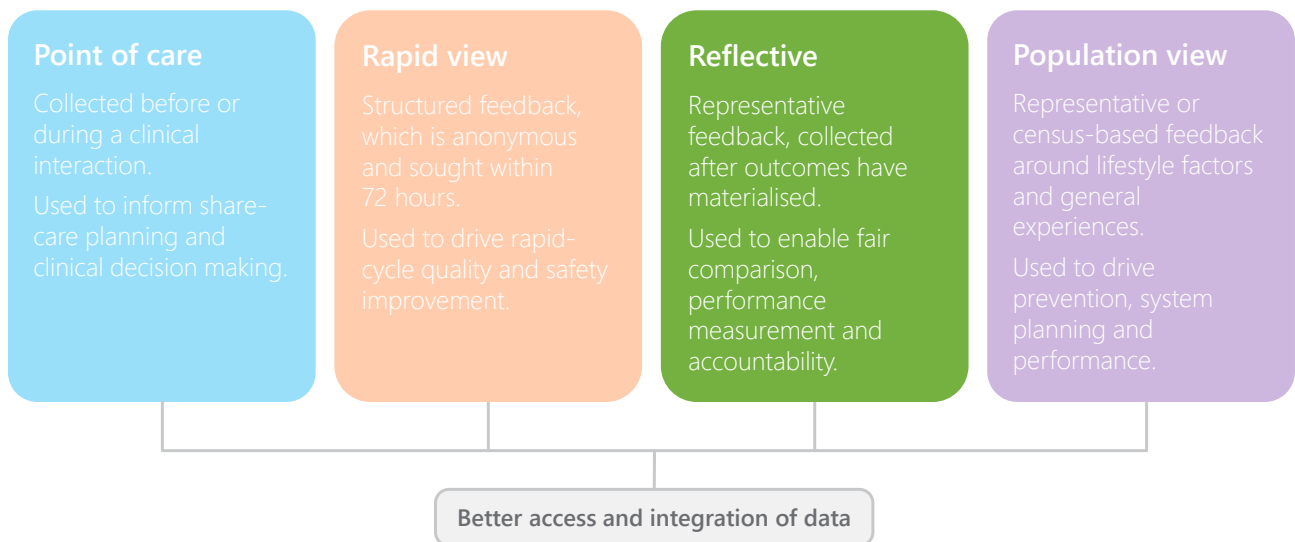 Point of care
Collected before or
during a clinical
interaction.
Used to inform share-
care planning and
clinical decision making.
Rapid view
Structured feedback,
which is anonymous
and sought within
72 hours.
Used to drive rapid-
cycle quality and safety
improvement.
Reflective
Representative
feedback, collected
after outcomes have
materialised.
Used to enable fair
comparison,
performance
measurement and
accountability.
Population view
Representative or
census-based feedback
around lifestyle factors
and general
experiences.
Used to drive
prevention, system
planning and
performance.
Better access and integration of data